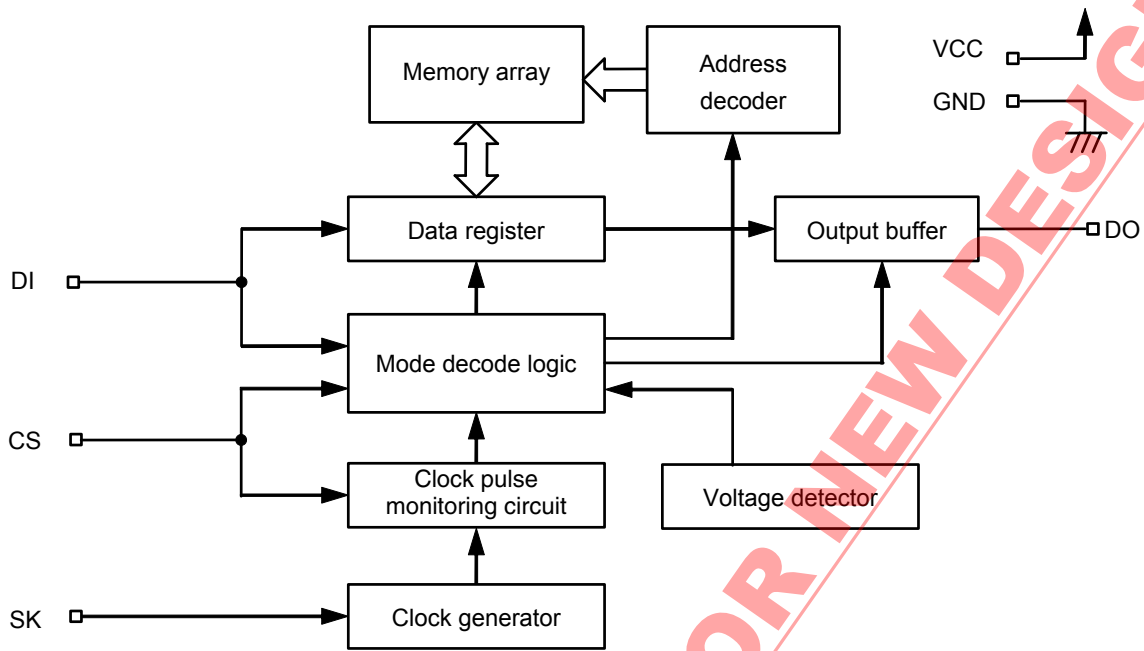 Memory array
Address
decoder
VCC
GND
Data register
Output buffer
DO
DI
Mode decode logic
CS
Clock pulse
monitoring circuit
Voltage detector
SK
Clock generator
OR NEW DESIG